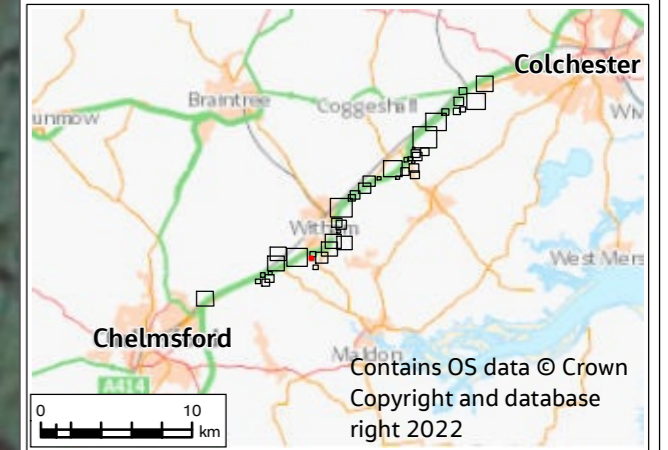 Colchester
Braintree
Coggeshall
unmow
Witham
West Mers
Chelmsford
Maldon
A414
Contains OS data © Crown
Copyright and database
right 2022
0 10
km